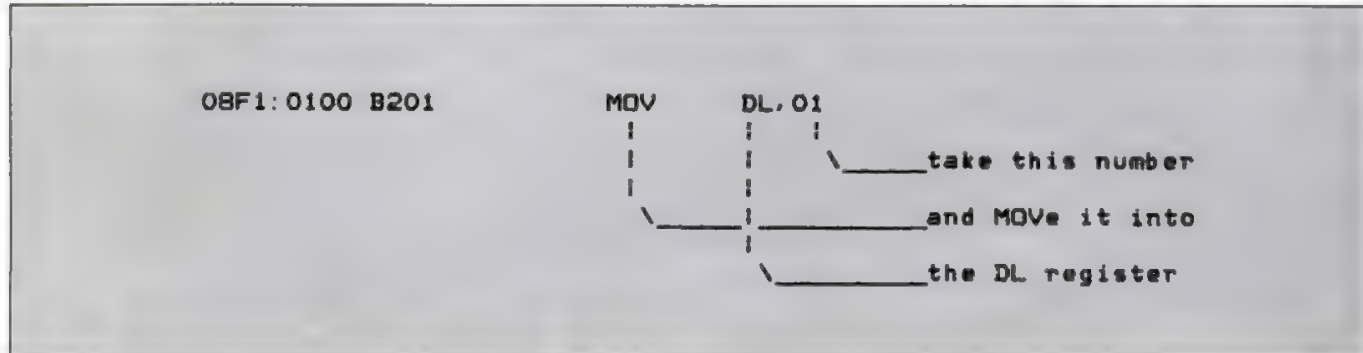 08F1:0100 B201 MOV DL,01
take this number
and MOVe it into
the DL register